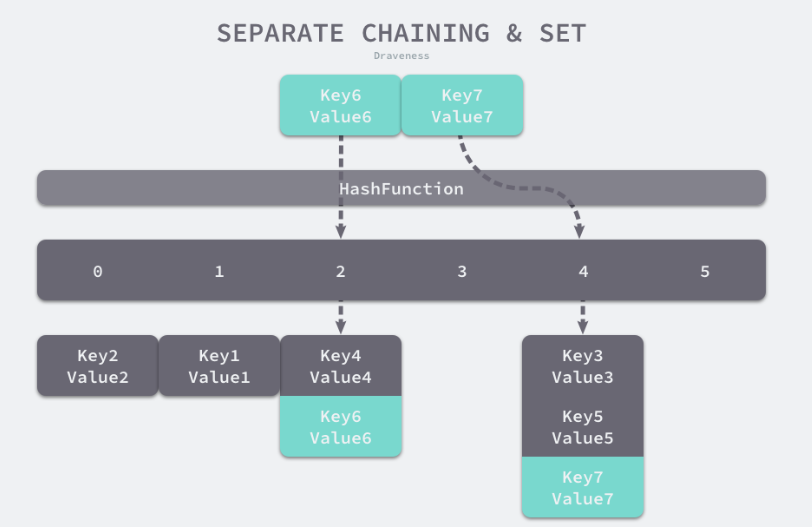 SEPARATE CHAINING & SET
Draveness
Key6 Key7
Value6 Value7
HashFunction
0 1 2 3 4 5
Key2 Key1 Key4 Key3
Value2 Value1 Value4 Value3
Key6 Key5
Value6 Value5
Key7
Value7